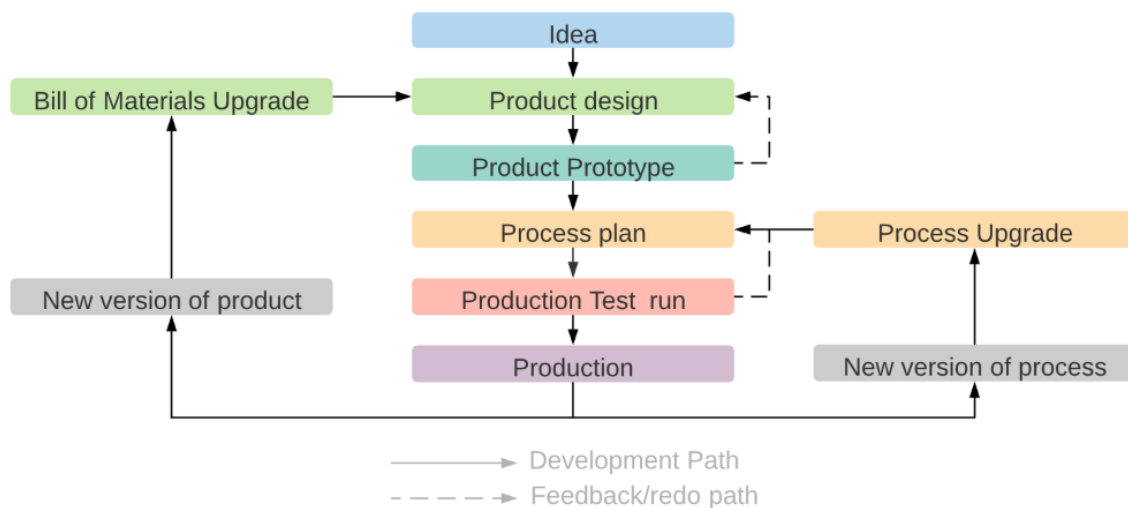 Idea
Bill of Materials Upgrade
Product design
Product Prototype
Process plan
Process Upgrade
New version of product
Production Test run
Production
New version of process
Development Path
Feedback/redo path